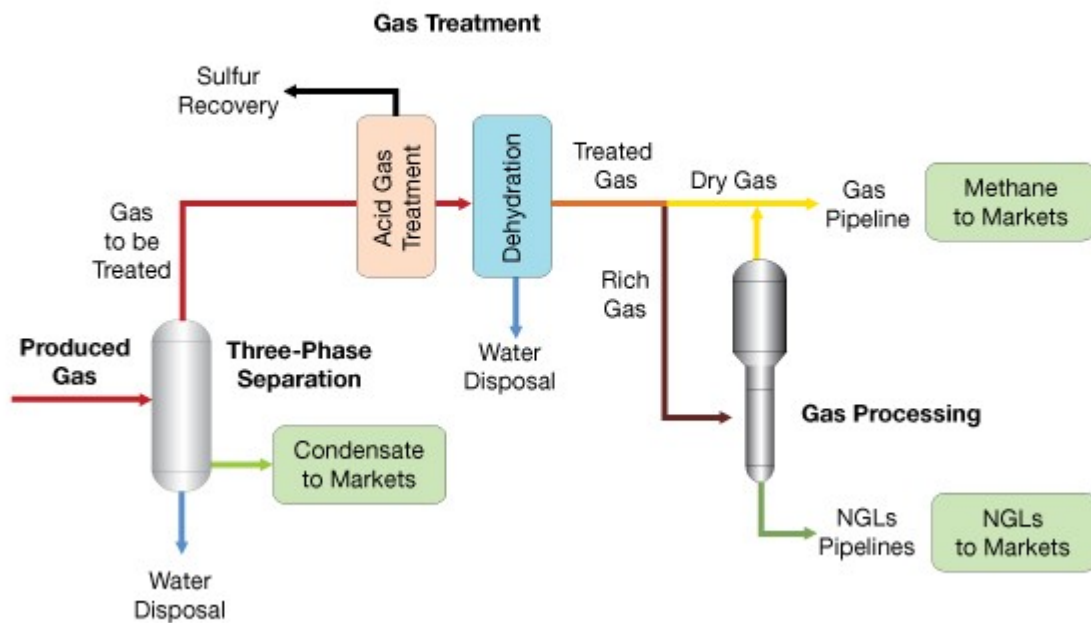 Gas Treatment
Sulfur
Recovery
Acid Gas
Treatment
Dehydration
Treated
Gas
Dry Gas
Gas
Pipeline
Methane
to Markets
Gas
to be
Treated
Rich
Gas
Produced
Gas
Three-Phase
Separation
Water
Disposal
Gas Processing
Condensate
to Markets
NGLs
Pipelines
NGLs
to Markets
Water
Disposal